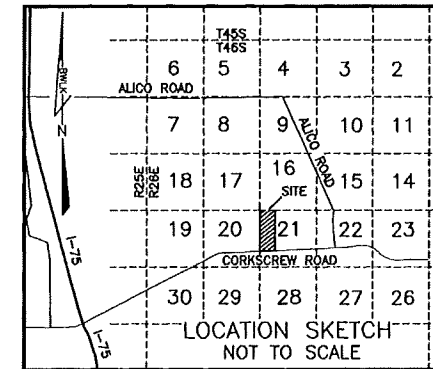 T45S
T46S
6 5 4 3 2
ALICO ROAD
BWLK
N
7 8 9 10 11
ALICO ROAD
R25E
R26E
18 17 16 15 14
SITE
19 20 21 22 23
CORKSCREW ROAD
I-75
30 29 28 27 26
I-75
LOCATION SKETCH
NOT TO SCALE